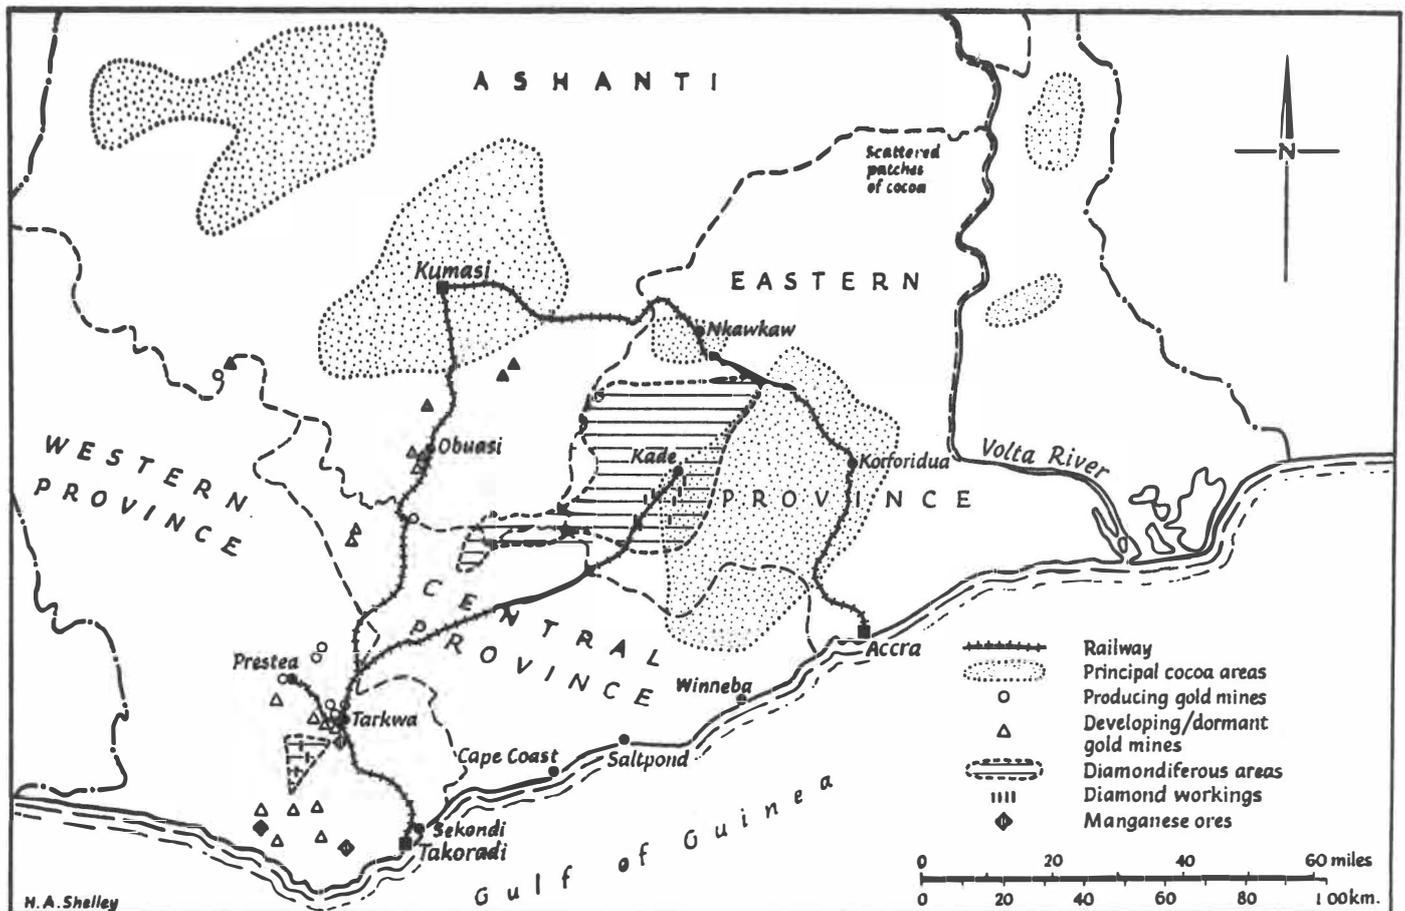 ASHANTI
N
Scattered
patches
of cocoa
Kumasi
EASTERN
Nkawkaw
WESTERN
PROVINCE
Obuasi
Kade
Korforidua
Volta River
PROVINCE
CENTRAL
PROVINCE
Prestea
Accra
Winneba
Tarkwa
Cape Coast
Saltpond
Sekondi
Takoradi
Gulf of Guinea
Railway
Principal cocoa areas
Producing gold mines
Developing/dormant
gold mines
Diamondiferous areas
Diamond workings
Manganese ores
0 20 40 60 miles
0 20 40 60 80 100km.
H.A.Shelley